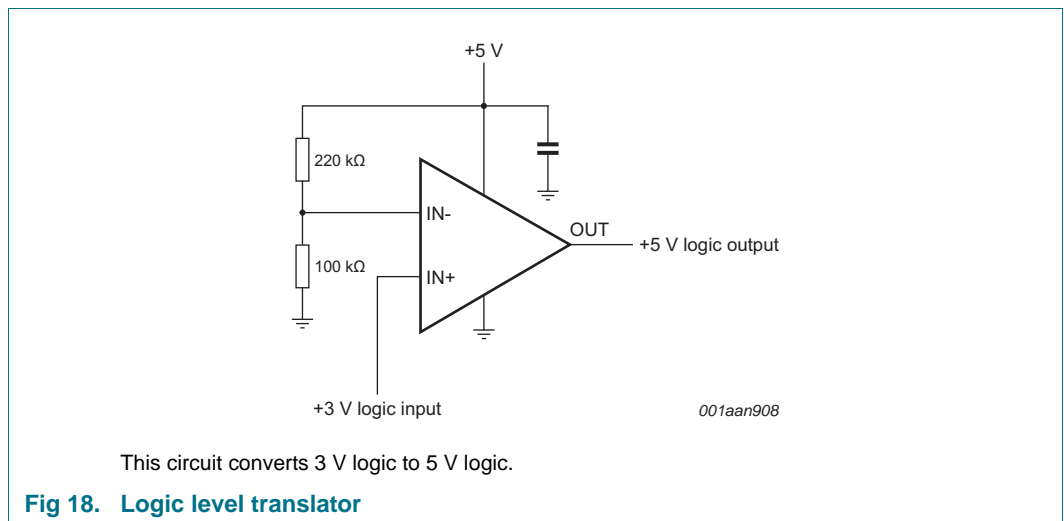 +5 V
220 kΩ
IN-
OUT
+5 V logic output
100 kΩ
IN+
+3 V logic input
001aan908
This circuit converts 3 V logic to 5 V logic.
Fig 18. Logic level translator